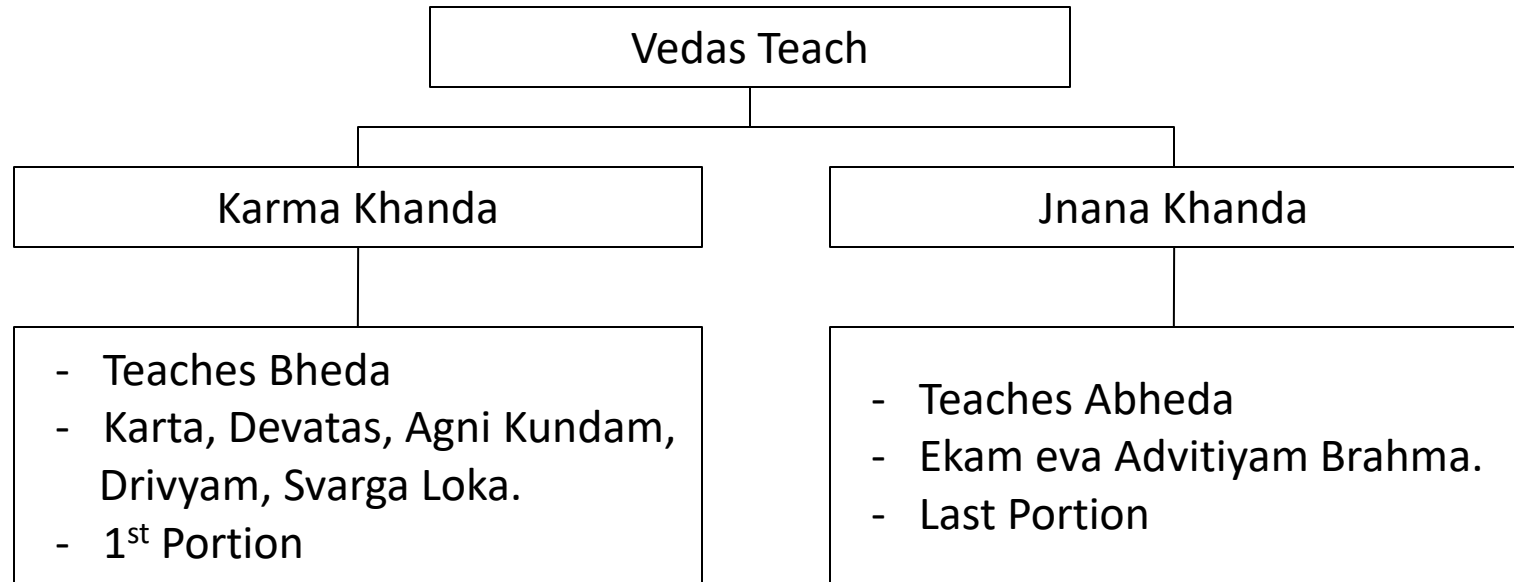 Vedas Teach
Karma Khanda
Jnana Khanda
- Teaches Bheda
- Karta, Devatas, Agni Kundam,
Drivyam, Svarga Loka.
- 1st Portion
- Teaches Abheda
- Ekam eva Advitiyam Brahma.
- Last Portion